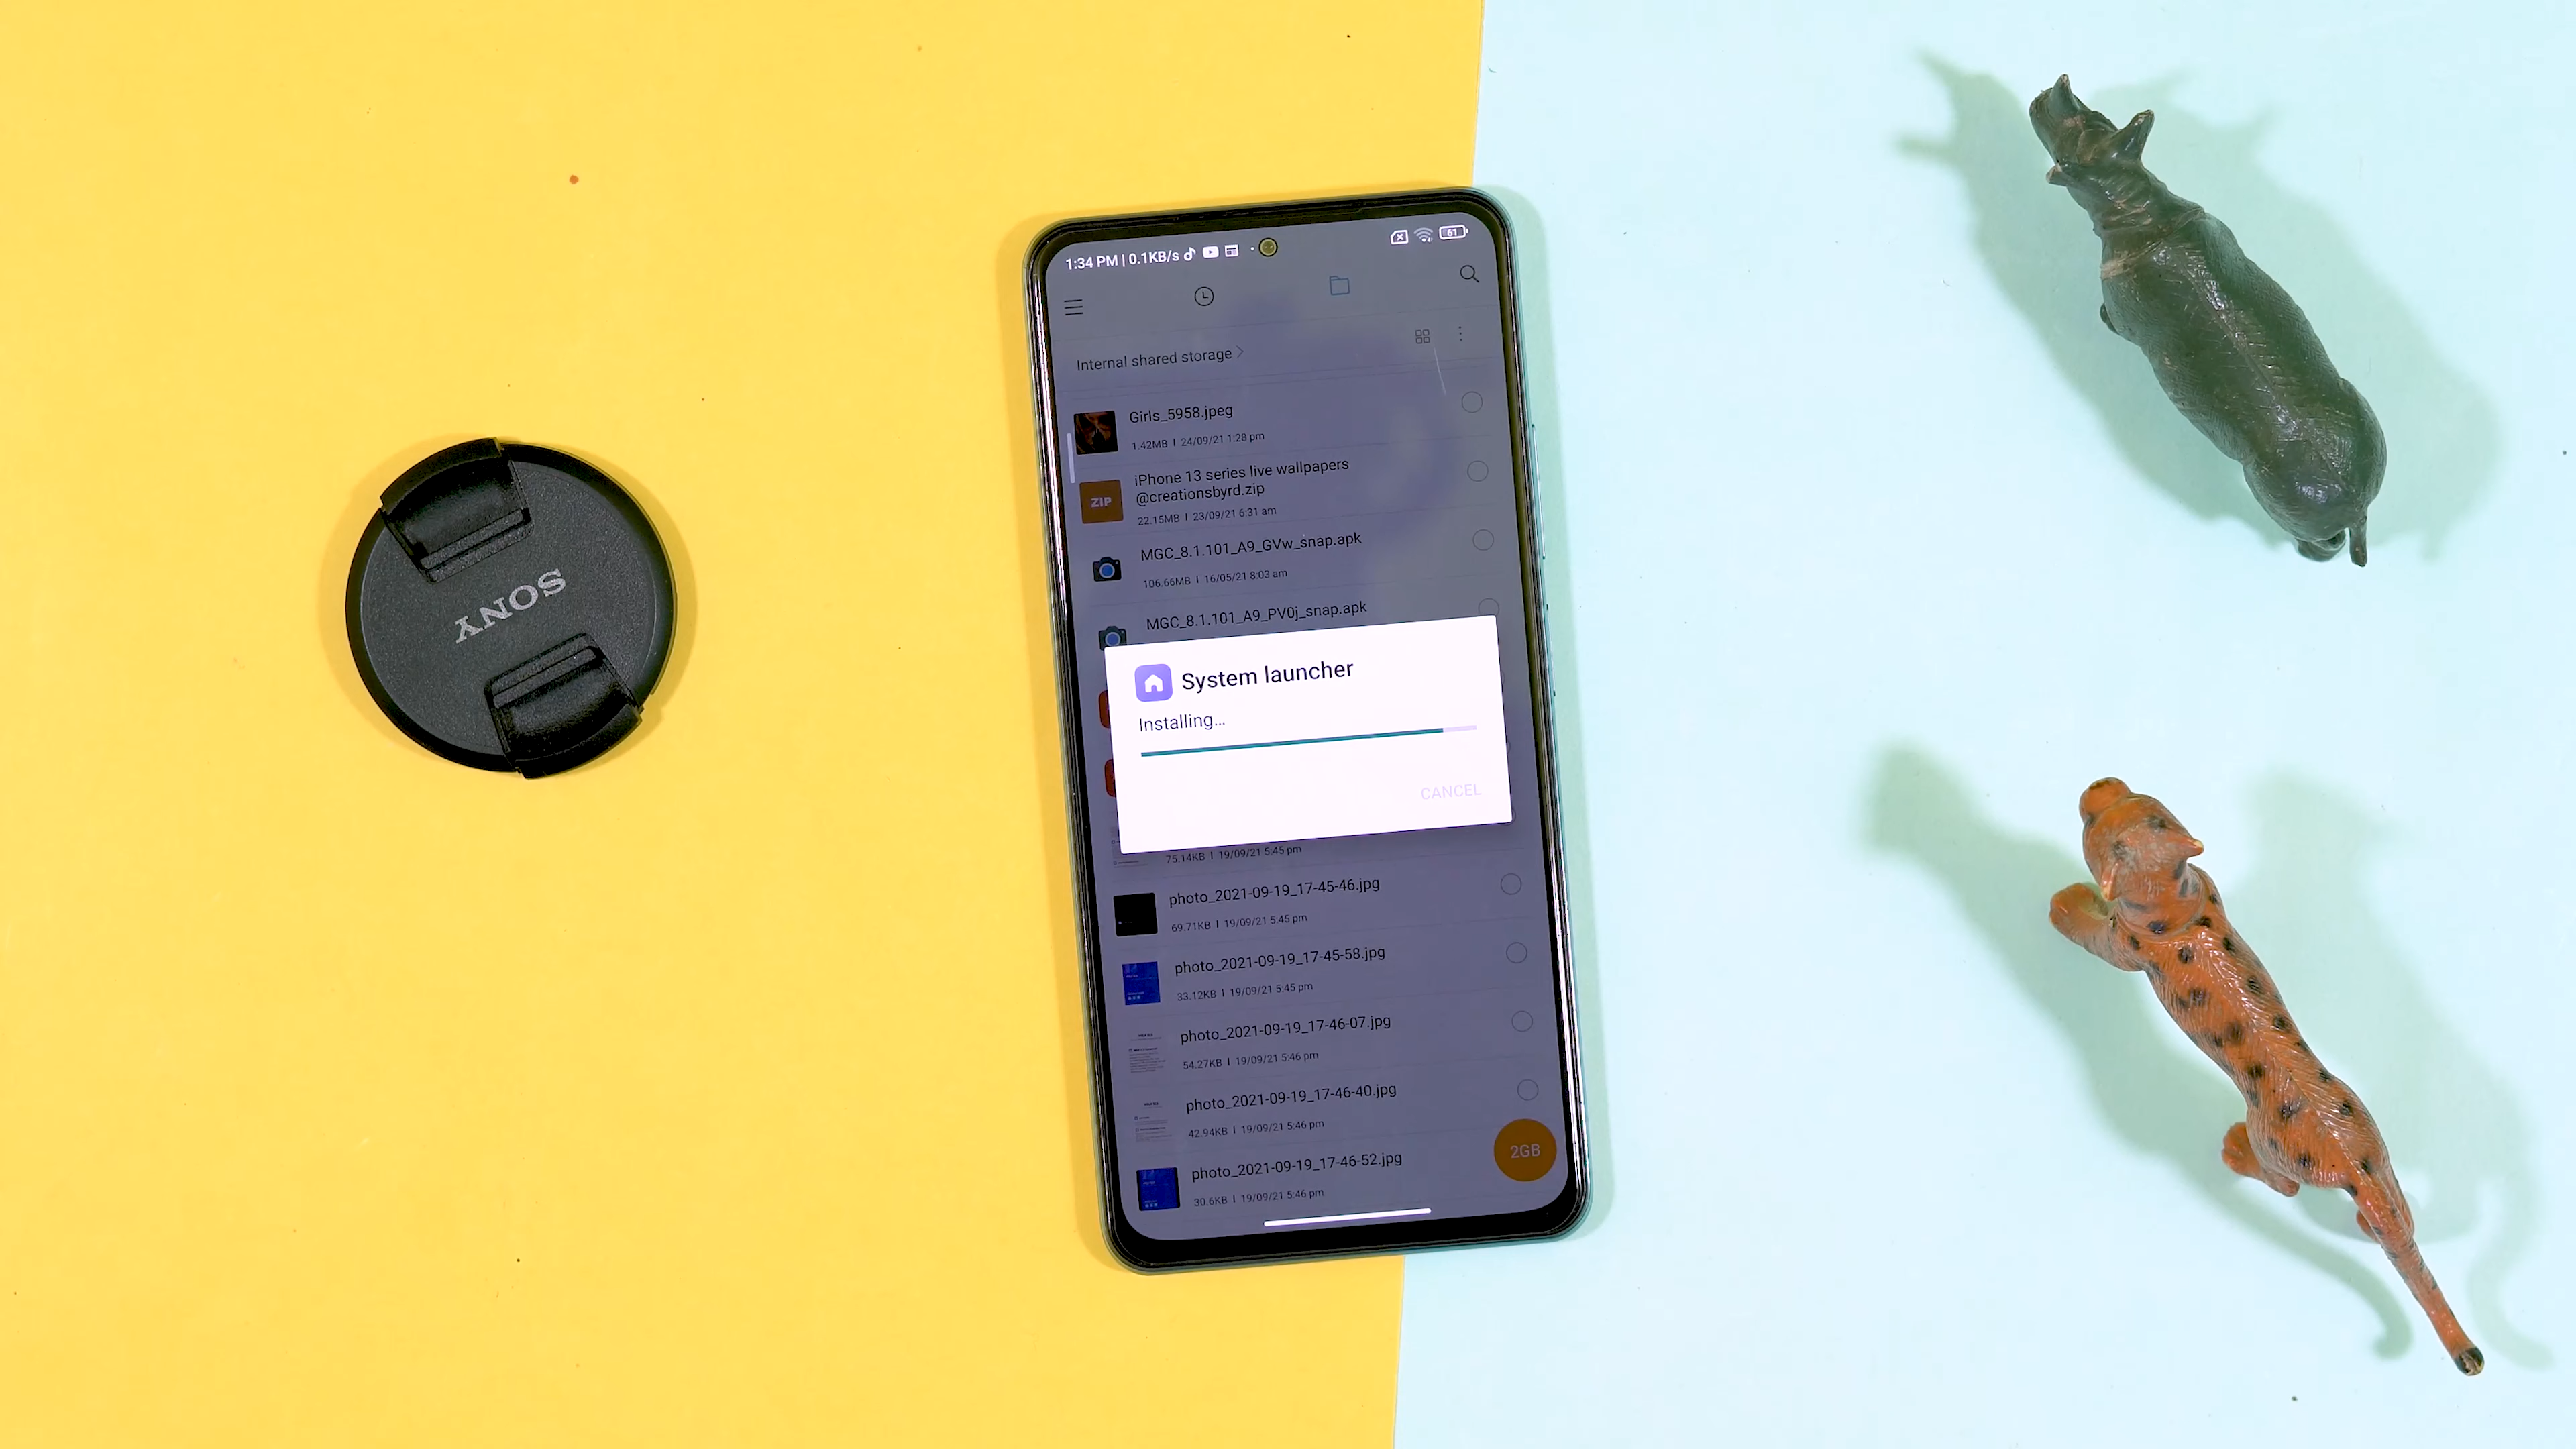 SONY
1:34 PM | 0.1KB/s
61
Internal shared storage
Girls_5958.jpeg
1.42MB | 24/09/21 1:28 pm
ZIP
iPhone 13 series live wallpapers
@creationsbyrd.zip
22.15MB | 23/09/21 6:31 am
MGC_8.1.101_A9_GVw_snap.apk
106.66MB | 16/05/21 8:03 am
MGC_8.1.101_A9_PV0j_snap.apk
System launcher
Installing...
CANCEL
75.14KB | 19/09/21 5:45 pm
photo_2021-09-19_17-45-46.jpg
69.71KB | 19/09/21 5:45 pm
photo_2021-09-19_17-45-58.jpg
33.12KB | 19/09/21 5:45 pm
photo_2021-09-19_17-46-07.jpg
54.27KB | 19/09/21 5:46 pm
photo_2021-09-19_17-46-40.jpg
42.94KB | 19/09/21 5:46 pm
2GB
photo_2021-09-19_17-46-52.jpg
30.6KB | 19/09/21 5:46 pm